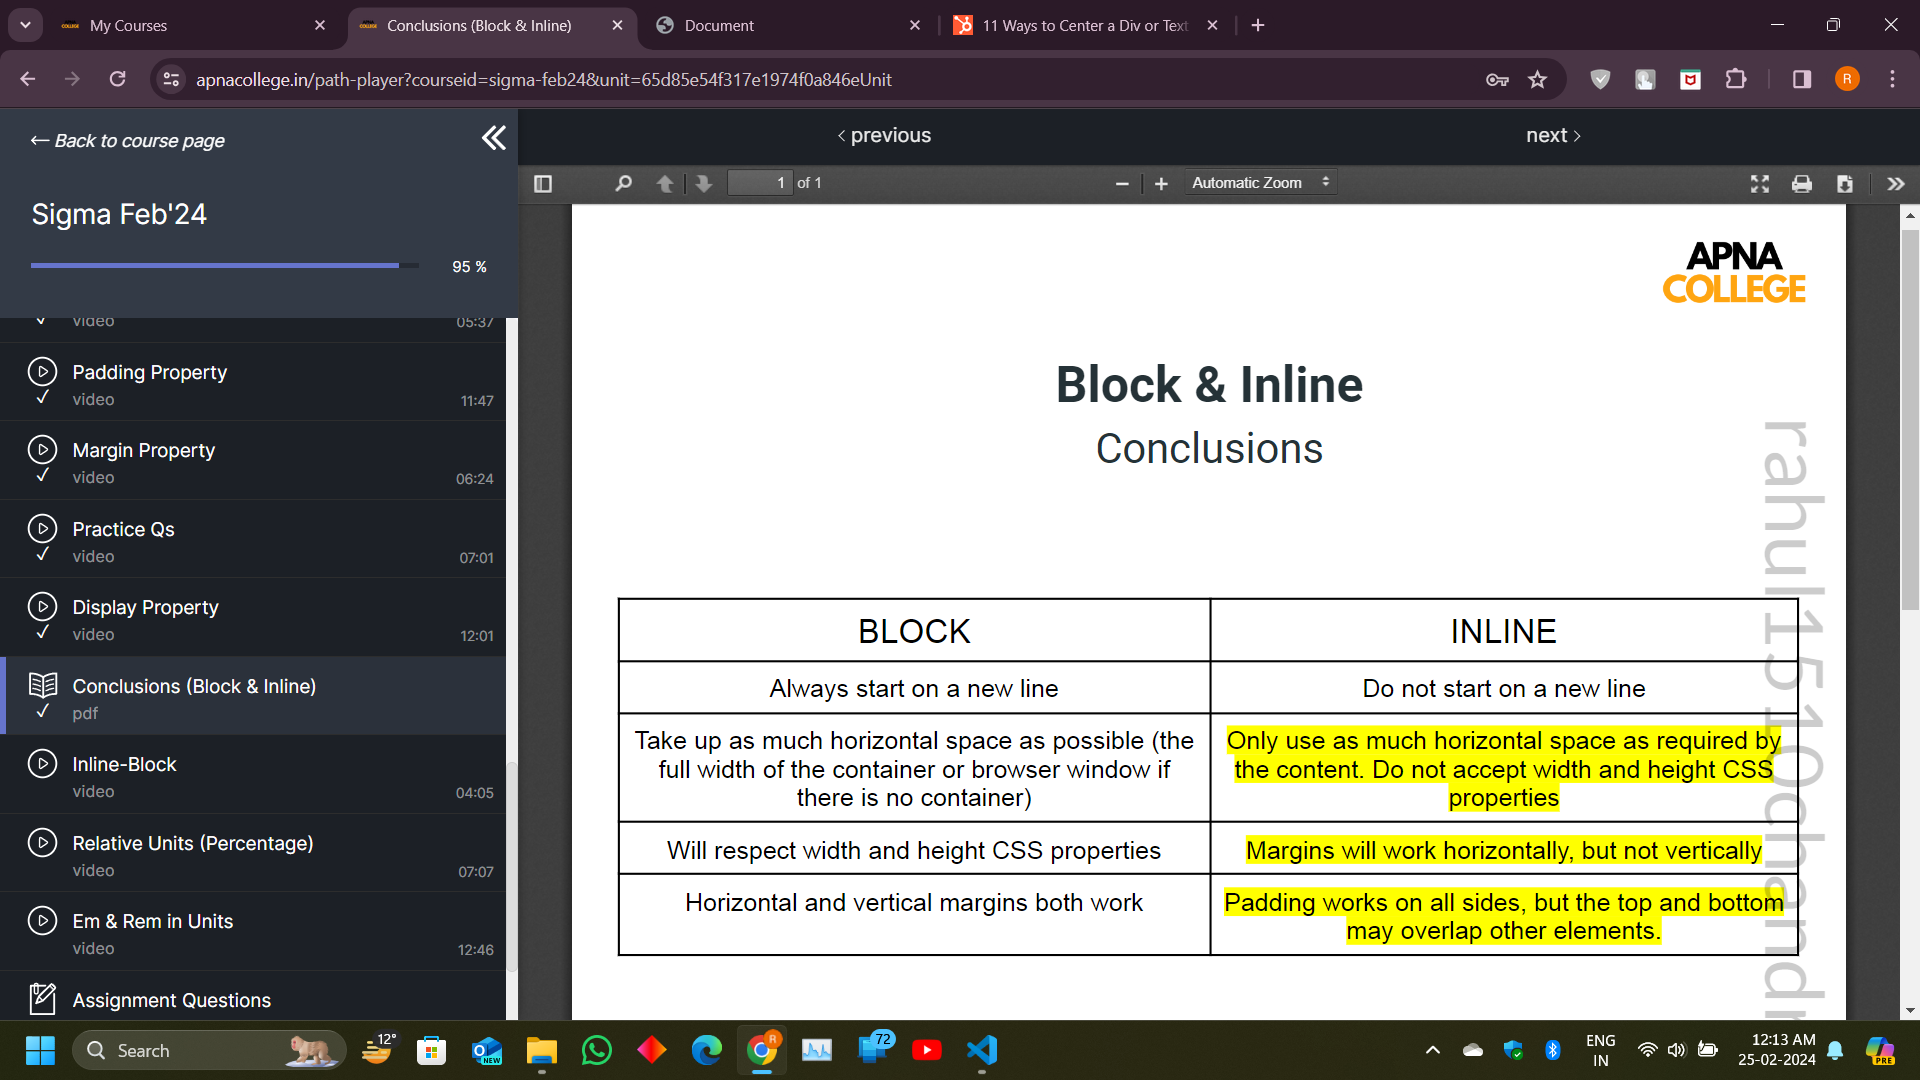 My Courses
Conclusions (Block & Inline)
Document
11 Ways to Center a Div or Text
apnacollege.in/path-player?courseid=sigma-feb24&unit=65d85e54f317e1974f0a846eUnit
R
← Back to course page
Sigma Feb'24
95 %
video
05:37
Padding Property
video
11:47
Margin Property
video
06:24
Practice Qs
video
07:01
Display Property
video
12:01
Conclusions (Block & Inline)
pdf
Inline-Block
video
04:05
Relative Units (Percentage)
video
07:07
Em & Rem in Units
video
12:46
Assignment Questions
‹ previous
next ›
1 of 1
Automatic Zoom
APNA
COLLEGE
Block & Inline
Conclusions
BLOCK
INLINE
Always start on a new line
Do not start on a new line
Take up as much horizontal space as possible (the
full width of the container or browser window if
there is no container)
Only use as much horizontal space as required by
the content. Do not accept width and height CSS
properties
Will respect width and height CSS properties
Margins will work horizontally, but not vertically
Horizontal and vertical margins both work
Padding works on all sides, but the top and bottom
may overlap other elements.
Search
12°
NEW
R
72
ENG
IN
12:13 AM
25-02-2024
PRE